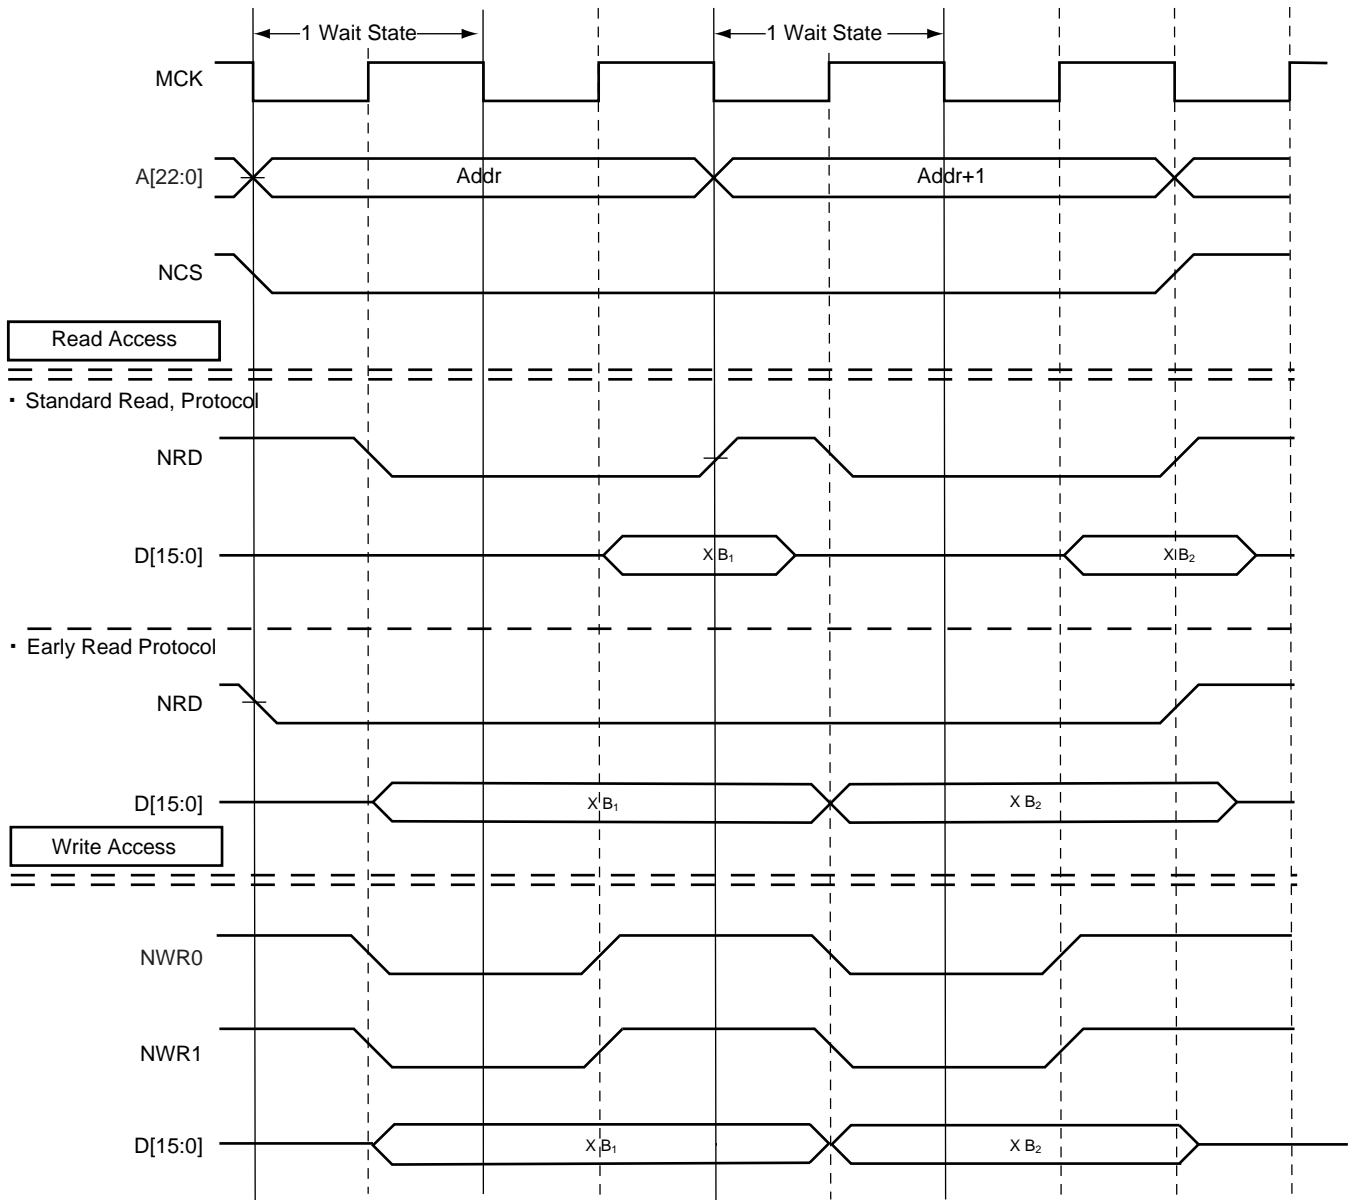 1 Wait State 1 Wait State
MCK
A[22:0] Addr Addr+1
NCS
Read Access
· Standard Read, Protocol
NRD
D[15:0] X B₁ X B₂
· Early Read Protocol
NRD
D[15:0] X B₁ X B₂
Write Access
NWR0
NWR1
D[15:0] X B₁ X B₂